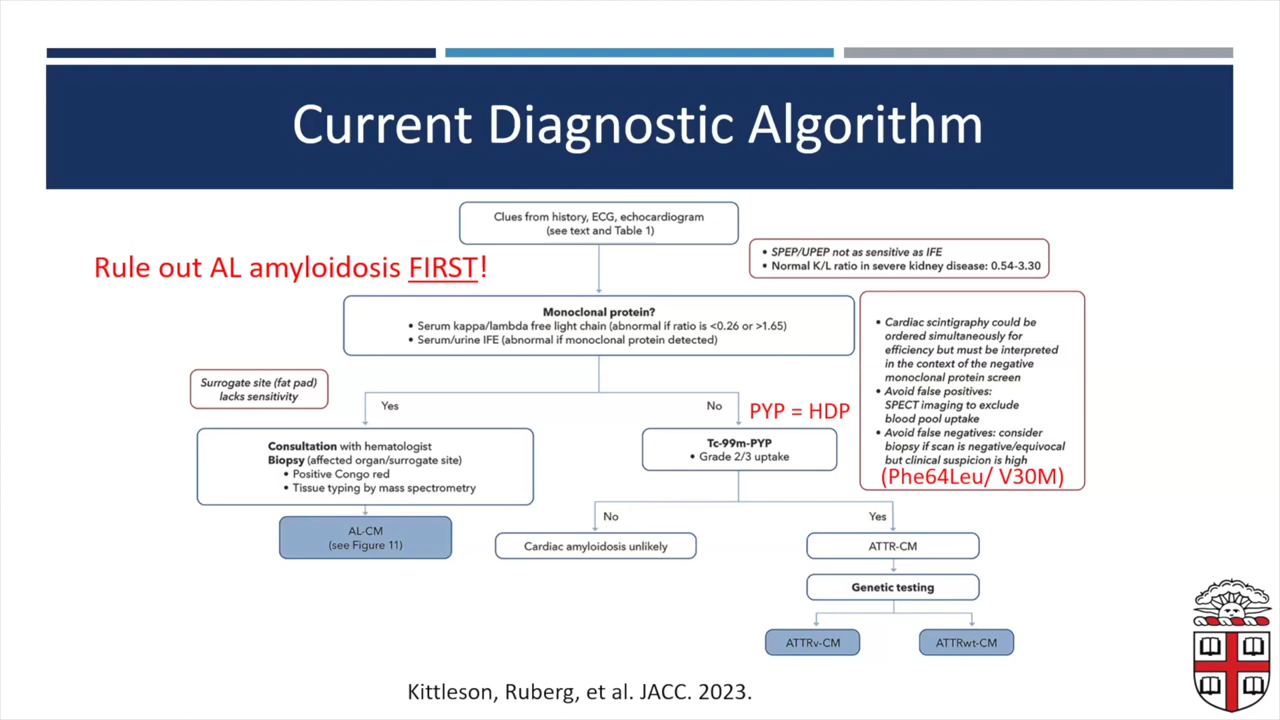 Current Diagnostic Algorithm
Clues from history, ECG, echocardiogram
(see text and Table 1)
Rule out AL amyloidosis FIRST!
• SPEP/UPEP not as sensitive as IFE
• Normal K/L ratio in severe kidney disease: 0.54-3.30
Monoclonal protein?
• Serum kappa/lambda free light chain (abnormal if ratio is <0.26 or >1.65)
• Serum/urine IFE (abnormal if monoclonal protein detected)
• Cardiac scintigraphy could be
ordered simultaneously for
efficiency but must be interpreted
in the context of the negative
monoclonal protein screen
• Avoid false positives:
SPECT imaging to exclude
blood pool uptake
• Avoid false negatives: consider
biopsy if scan is negative/equivocal
but clinical suspicion is high
(Phe64Leu/ V30M)
Surrogate site (fat pad)
lacks sensitivity
Yes
No
PYP = HDP
Consultation with hematologist
Biopsy (affected organ/surrogate site)
• Positive Congo red
• Tissue typing by mass spectrometry
Tc-99m-PYP
• Grade 2/3 uptake
AL-CM
(see Figure 11)
No
Yes
Cardiac amyloidosis unlikely
ATTR-CM
Genetic testing
ATTRv-CM
ATTRwt-CM
Kittleson, Ruberg, et al. JACC. 2023.